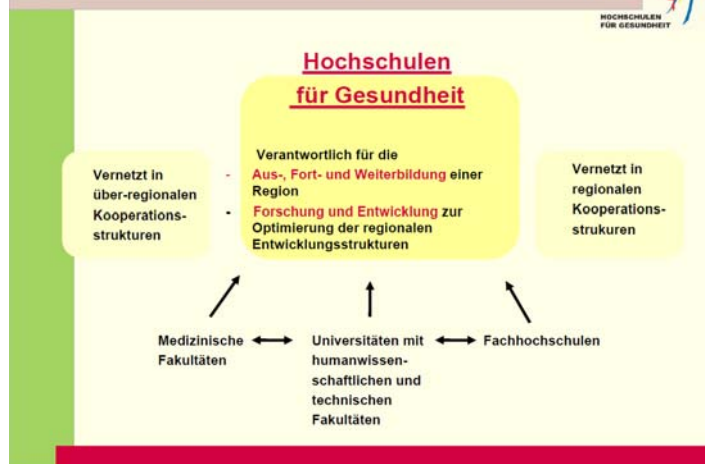 HOCHSCHULEN
FÜR GESUNDHEIT
Hochschulen
für Gesundheit
Vernetzt in
über-regionalen
Kooperations-
strukturen
Verantwortlich für die
- Aus-, Fort- und Weiterbildung einer
Region
- Forschung und Entwicklung zur
Optimierung der regionalen
Entwicklungsstrukturen
Vernetzt in
regionalen
Kooperations-
strukuren
Medizinische
Fakultäten
Universitäten mit
humanwissen-
schaftlichen und
technischen
Fakultäten
Fachhochschulen